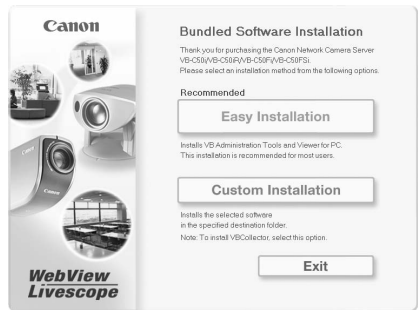 Canon
Bundled Software Installation
Thank you for purchasing the Canon Network Camera Server
VB-C50i/VB-C50iR/VB-C50Fi/VB-C50FSi.
Please select an installation method from the following options.
Recommended
Easy Installation
Installs VB Administration Tools and Viewer for PC.
This installation is recommended for most users.
Custom Installation
Installs the selected software
in the specified destination folder.
Note: To install VBCollector, select this option.
Exit
Canon
Canon
WebView
Livescope